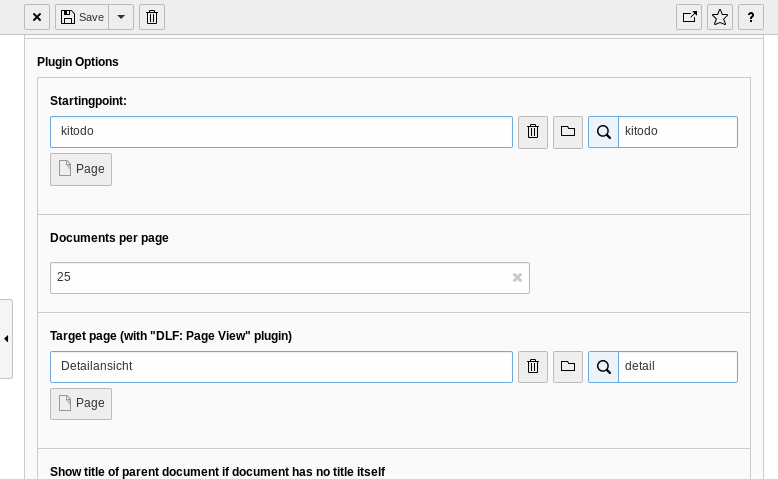 Save
?
Plugin Options
Startingpoint:
kitodo
kitodo
Page
Documents per page
25
Target page (with "DLF: Page View" plugin)
Detailansicht
detail
Page
Show title of parent document if document has no title itself